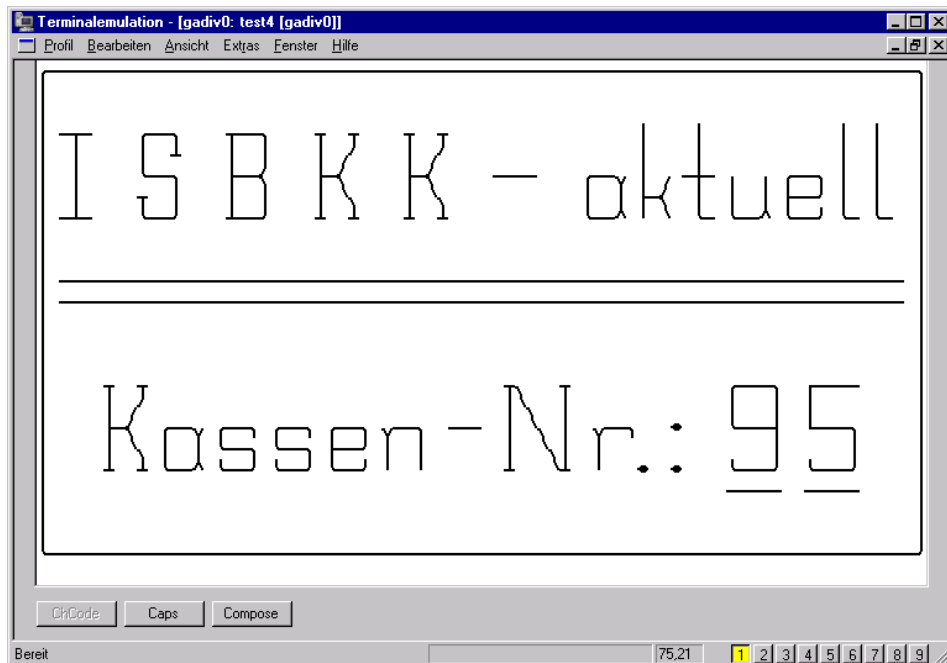 Terminalemulation - [gadiv0: test4 [gadiv0]]
Profil Bearbeiten Ansicht Extras Fenster Hilfe
ISBKK - aktuell
Kassen-Nr.: 95
ChCode Caps Compose
Bereit 75,21 1 2 3 4 5 6 7 8 9